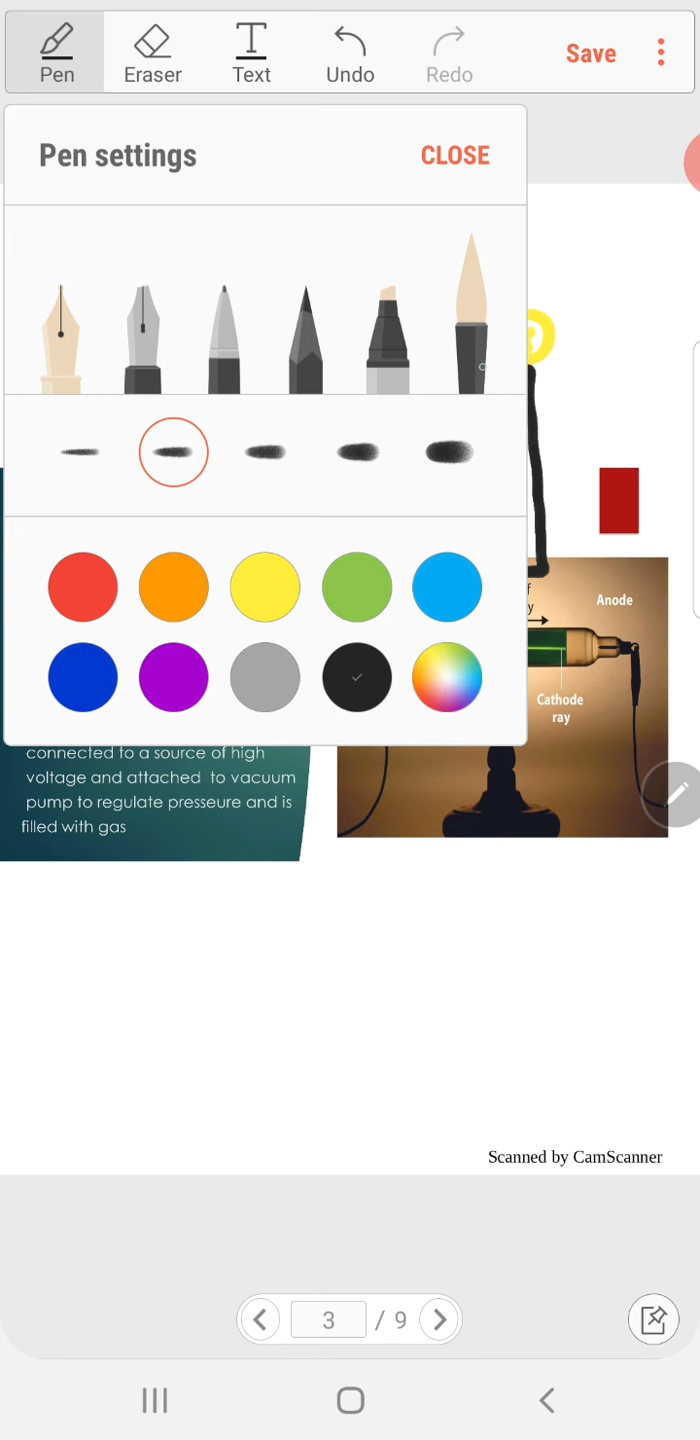 Pen
Eraser
Text
Undo
Redo
Save
Pen settings
CLOSE
Anode
Cathode
ray
connected to a source of high
voltage and attached to vacuum
pump to regulate presseure and is
filled with gas
Scanned by CamScanner
3 / 9